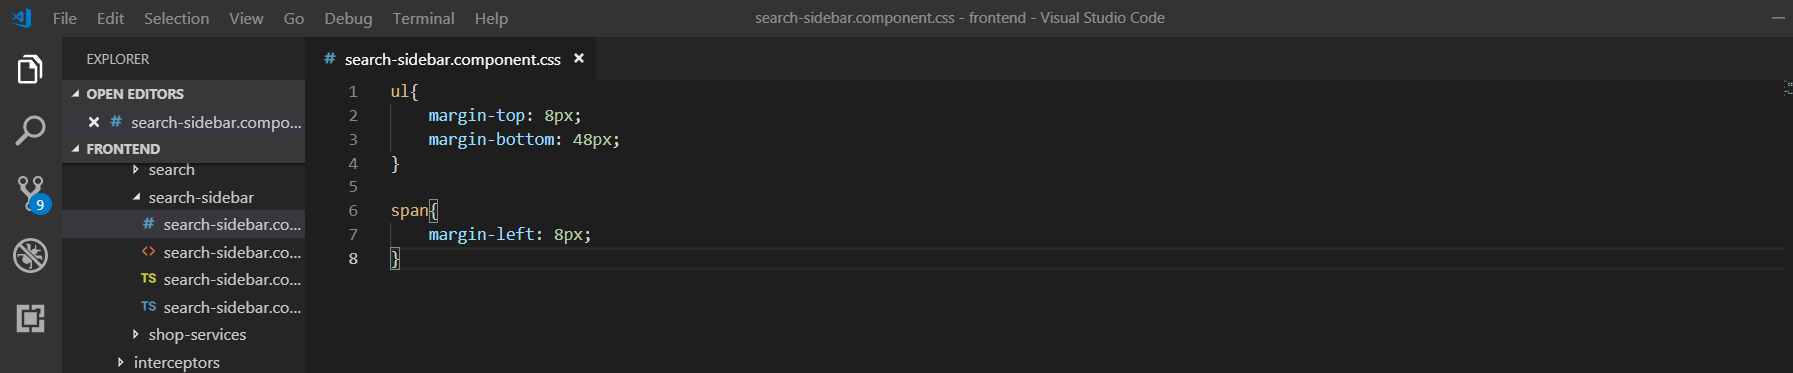 File Edit Selection View Go Debug Terminal Help search-sidebar.component.css - frontend - Visual Studio Code
EXPLORER
OPEN EDITORS
# search-sidebar.compo...
FRONTEND
search
search-sidebar
# search-sidebar.co...
<> search-sidebar.co...
TS search-sidebar.co...
TS search-sidebar.co...
shop-services
interceptors
9
# search-sidebar.component.css
1 ul{
2 margin-top: 8px;
3 margin-bottom: 48px;
4 }
5
6 span{
7 margin-left: 8px;
8 }